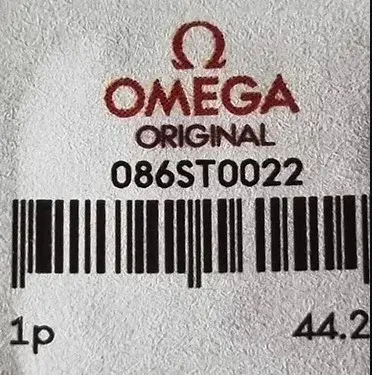 Ω
OMEGA
ORIGINAL
086ST0022
1p 44.2